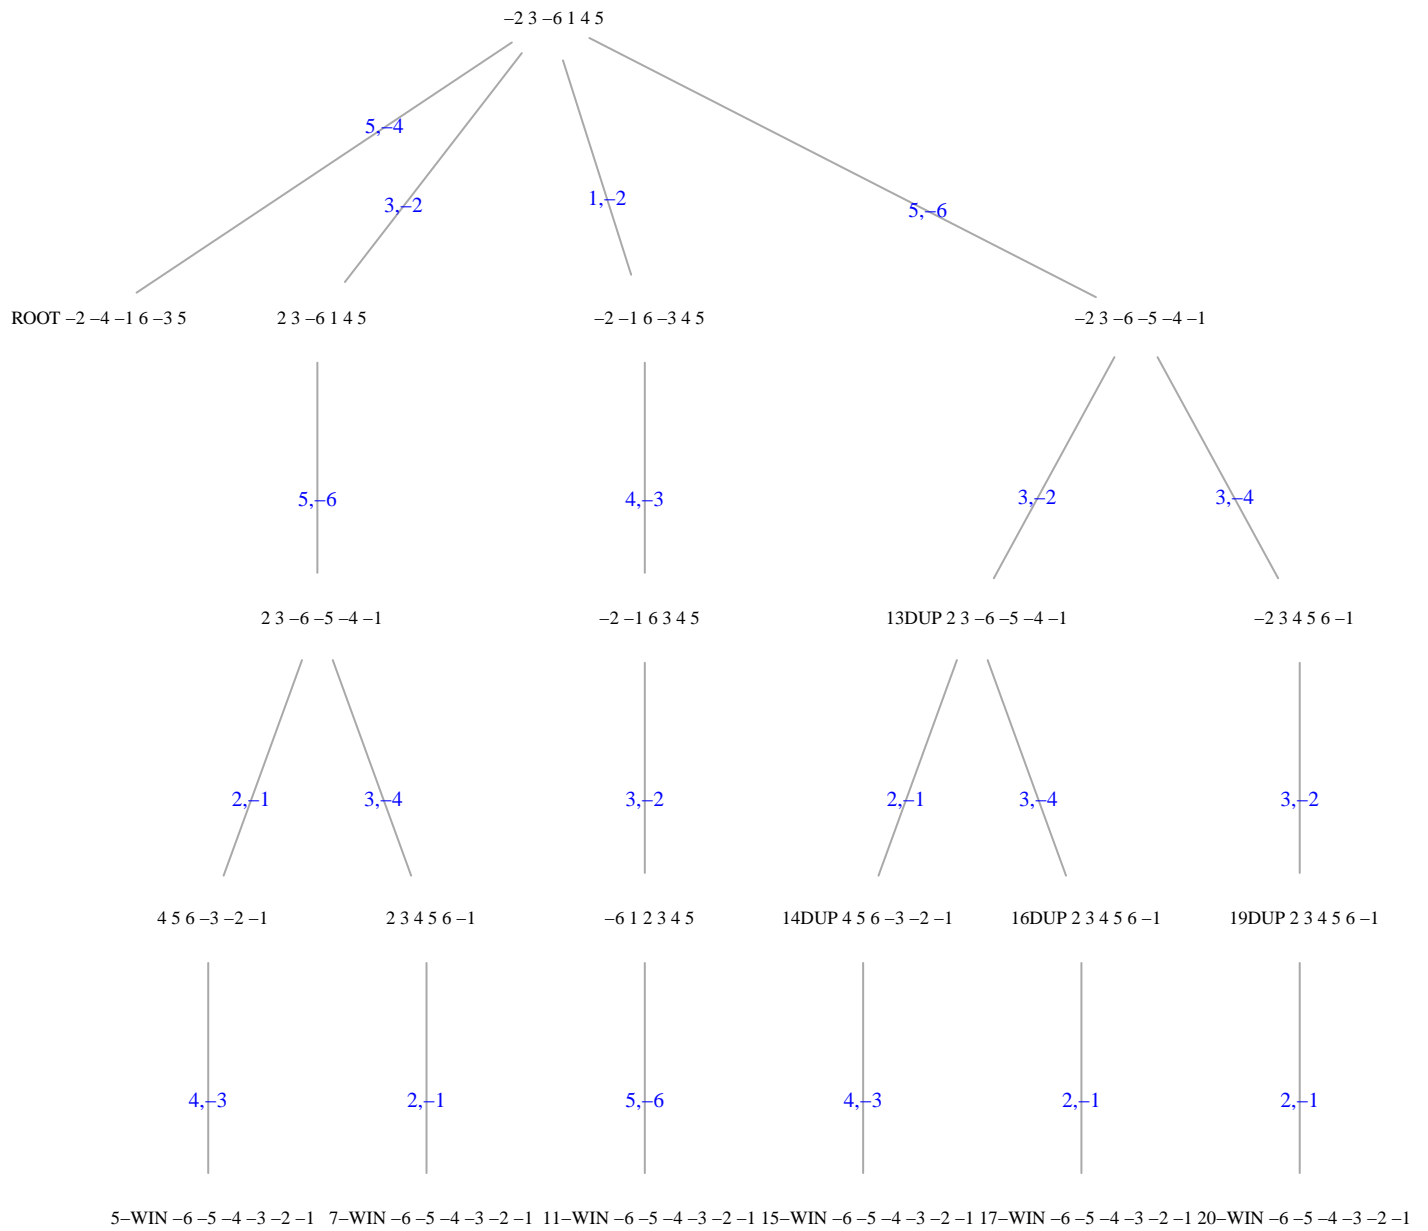 –2 3 –6 1 4 5
5,–4
3,–2
1,–2
5,–6
ROOT –2 –4 –1 6 –3 5
2 3 –6 1 4 5
–2 –1 6 –3 4 5
–2 3 –6 –5 –4 –1
5,–6
4,–3
3,–2
3,–4
2 3 –6 –5 –4 –1
–2 –1 6 3 4 5
13DUP 2 3 –6 –5 –4 –1
–2 3 4 5 6 –1
2,–1
3,–4
3,–2
2,–1
3,–4
3,–2
4 5 6 –3 –2 –1
2 3 4 5 6 –1
–6 1 2 3 4 5
14DUP 4 5 6 –3 –2 –1
16DUP 2 3 4 5 6 –1
19DUP 2 3 4 5 6 –1
4,–3
2,–1
5,–6
4,–3
2,–1
2,–1
5–WIN –6 –5 –4 –3 –2 –1
7–WIN –6 –5 –4 –3 –2 –1
11–WIN –6 –5 –4 –3 –2 –1
15–WIN –6 –5 –4 –3 –2 –1
17–WIN –6 –5 –4 –3 –2 –1
20–WIN –6 –5 –4 –3 –2 –1